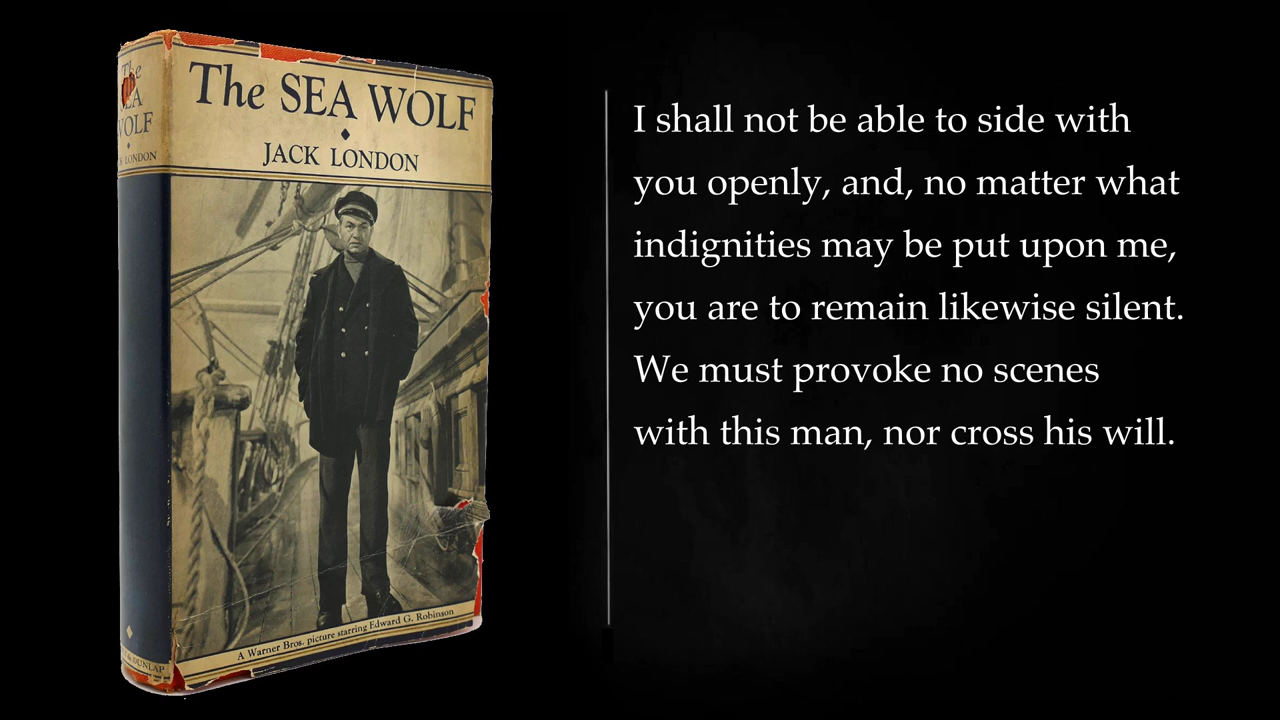 The SEA WOLF
JACK LONDON
A Warner Bros. picture starring Edward G. Robinson
The
SEA
WOLF
LONDON
DUNLAP
I shall not be able to side with
you openly, and, no matter what
indignities may be put upon me,
you are to remain likewise silent.
We must provoke no scenes
with this man, nor cross his will.